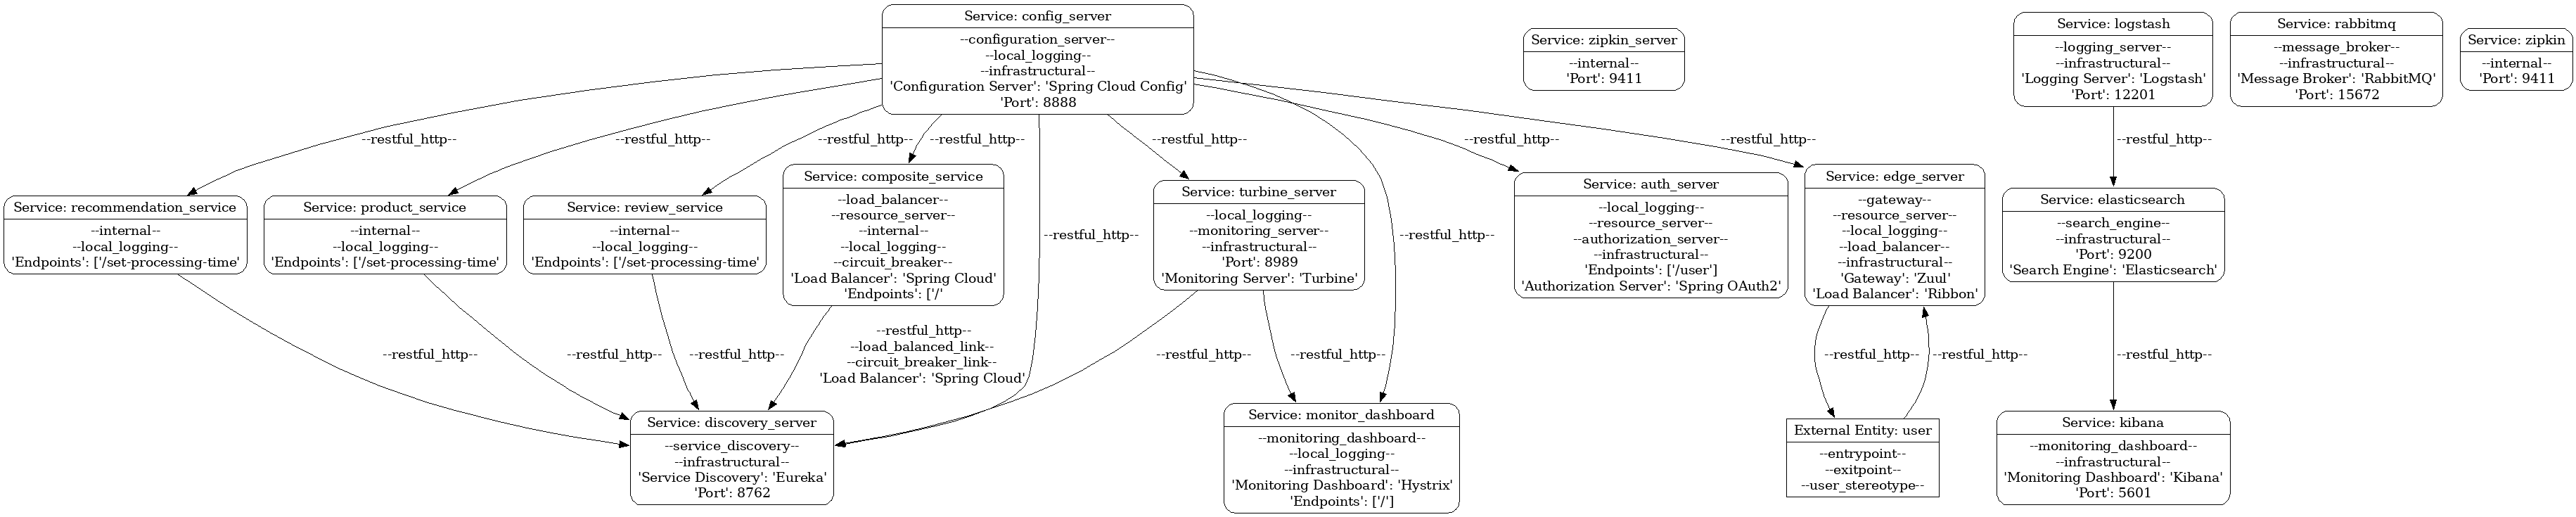 Service: config_server
--configuration_server--
--local_logging--
--infrastructural--
'Configuration Server': 'Spring Cloud Config'
'Port': 8888
Service: zipkin_server
--internal--
'Port': 9411
Service: logstash
--logging_server--
--infrastructural--
'Logging Server': 'Logstash'
'Port': 12201
Service: rabbitmq
--message_broker--
--infrastructural--
'Message Broker': 'RabbitMQ'
'Port': 15672
Service: zipkin
--internal--
'Port': 9411
--restful_http--
--restful_http--
--restful_http--
--restful_http--
--restful_http--
--restful_http--
--restful_http--
--restful_http--
Service: recommendation_service
--internal--
--local_logging--
'Endpoints': ['/set-processing-time'
Service: product_service
--internal--
--local_logging--
'Endpoints': ['/set-processing-time'
Service: review_service
--internal--
--local_logging--
'Endpoints': ['/set-processing-time'
Service: composite_service
--load_balancer--
--resource_server--
--internal--
--local_logging--
--circuit_breaker--
'Load Balancer': 'Spring Cloud'
'Endpoints': ['/'
--restful_http--
Service: turbine_server
--local_logging--
--monitoring_server--
--infrastructural--
'Port': 8989
'Monitoring Server': 'Turbine'
--restful_http--
Service: auth_server
--local_logging--
--resource_server--
--authorization_server--
--infrastructural--
'Endpoints': ['/user']
'Authorization Server': 'Spring OAuth2'
Service: edge_server
--gateway--
--resource_server--
--local_logging--
--load_balancer--
--infrastructural--
'Gateway': 'Zuul'
'Load Balancer': 'Ribbon'
Service: elasticsearch
--search_engine--
--infrastructural--
'Port': 9200
'Search Engine': 'Elasticsearch'
--restful_http--
--restful_http--
--restful_http--
--restful_http--
--load_balanced_link--
--circuit_breaker_link--
'Load Balancer': 'Spring Cloud'
--restful_http--
--restful_http--
--restful_http--
--restful_http--
--restful_http--
Service: discovery_server
--service_discovery--
--infrastructural--
'Service Discovery': 'Eureka'
'Port': 8762
Service: monitor_dashboard
--monitoring_dashboard--
--local_logging--
--infrastructural--
'Monitoring Dashboard': 'Hystrix'
'Endpoints': ['/']
External Entity: user
--entrypoint--
--exitpoint--
--user_stereotype--
Service: kibana
--monitoring_dashboard--
--infrastructural--
'Monitoring Dashboard': 'Kibana'
'Port': 5601